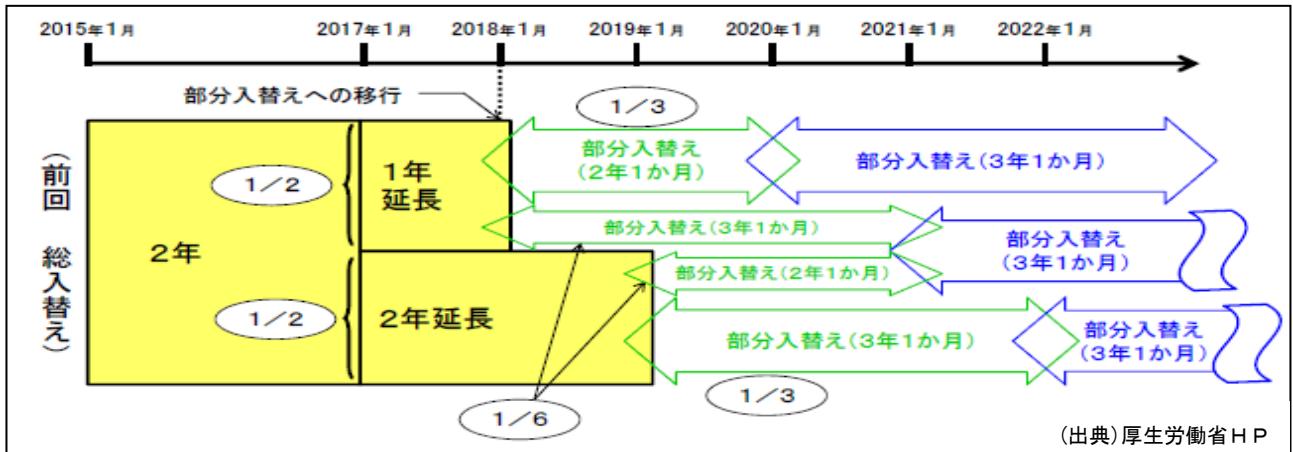 2015年1月
2017年1月
2018年1月
2019年1月
2020年1月
2021年1月
2022年1月
部分入替えへの移行
1/3
(前回 総入替え)
2年
1/2
1年
延長
部分入替え
(2年1か月)
部分入替え(3年1か月)
部分入替え(3年1か月)
部分入替え
(3年1か月)
1/2
2年延長
部分入替え(2年1か月)
部分入替え(3年1か月)
部分入替え
(3年1か月)
1/6
1/3
(出典)厚生労働省HP